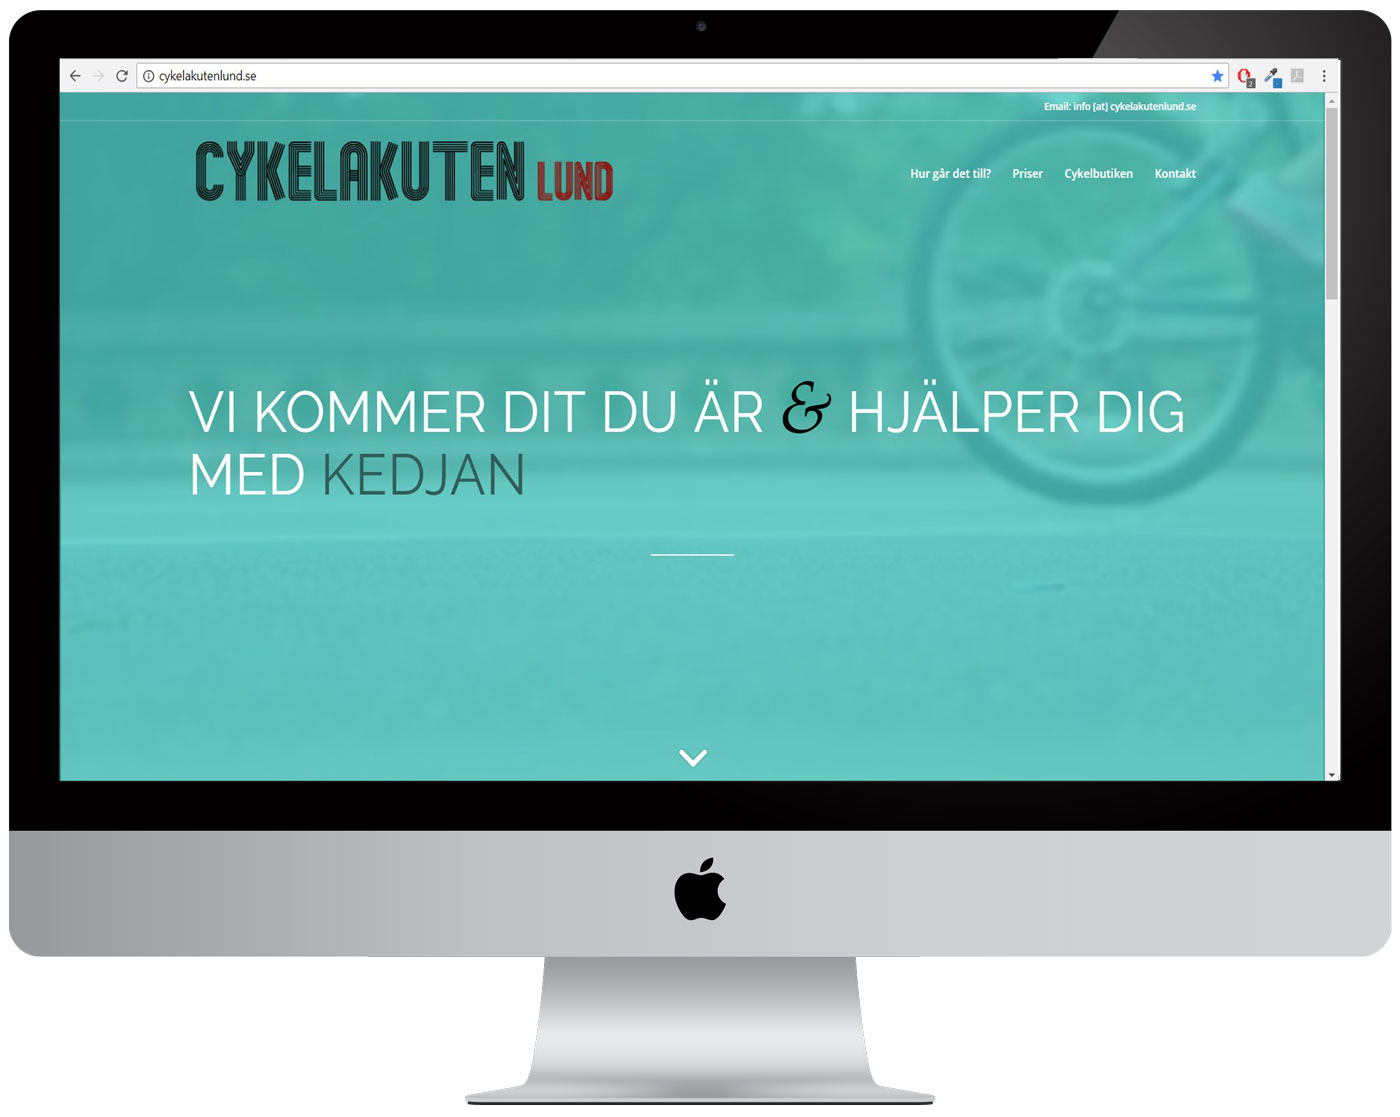 cykelakutenlund.se
2
Email: info [at] cykelakutenlund.se
CYKELAKUTEN LUND
Hur går det till? Priser Cykelbutiken Kontakt
VI KOMMER DIT DU ÄR & HJÄLPER DIG
MED KEDJAN